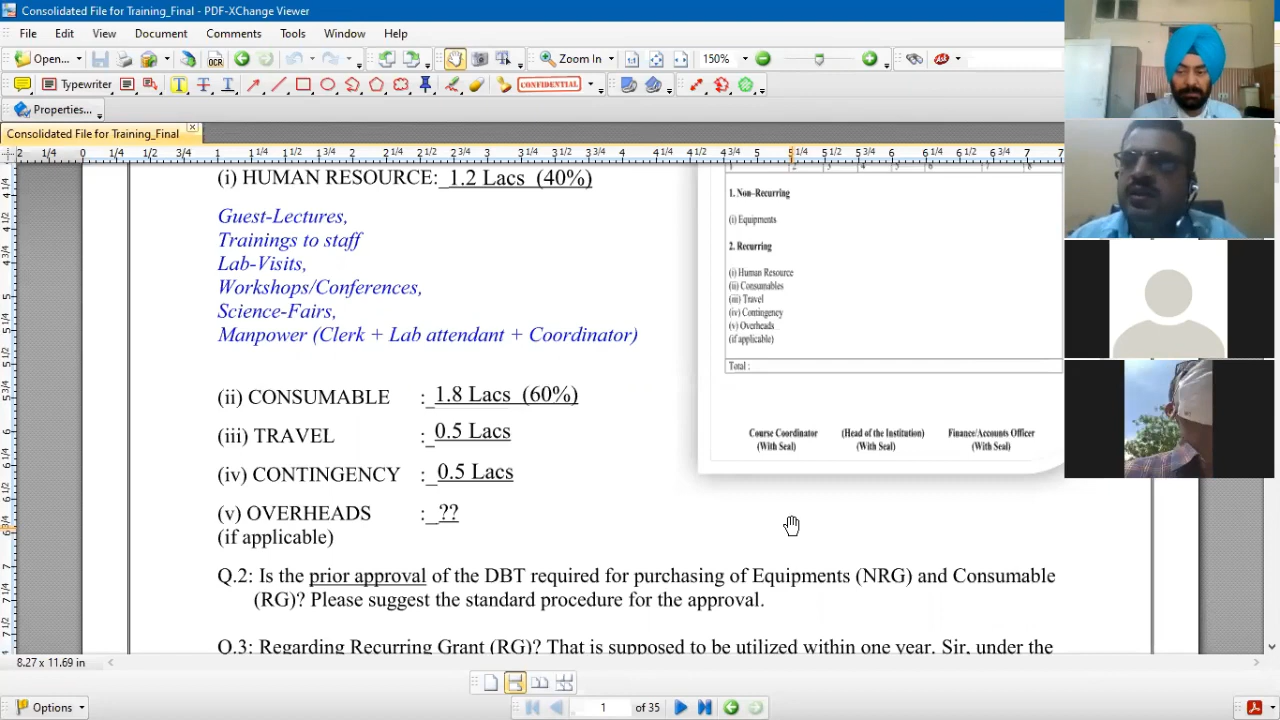 Consolidated File for Training_Final - PDF-XChange Viewer
File Edit View Document Comments Tools Window Help
Open... OCR Zoom In 150%
Typewriter CONFIDENTIAL
Properties...
Consolidated File for Training_Final
(i) HUMAN RESOURCE:_1.2 Lacs (40%)
Guest-Lectures,
Trainings to staff
Lab-Visits,
Workshops/Conferences,
Science-Fairs,
Manpower (Clerk + Lab attendant + Coordinator)
(ii) CONSUMABLE :_1.8 Lacs (60%)
(iii) TRAVEL :_0.5 Lacs
(iv) CONTINGENCY :_0.5 Lacs
(v) OVERHEADS :_??
(if applicable)
1. Non-Recurring
(i) Equipments
2. Recurring
(i) Human Resource
(ii) Consumables
(iii) Travel
(iv) Contingency
(v) Overheads
(if applicable)
Total :
Course Coordinator (Head of the Institution) Finance/Accounts Officer
(With Seal) (With Seal) (With Seal)
Q.2: Is the prior approval of the DBT required for purchasing of Equipments (NRG) and Consumable
(RG)? Please suggest the standard procedure for the approval.
Q.3: Regarding Recurring Grant (RG)? That is supposed to be utilized within one year. Sir, under the
8.27 x 11.69 in
Options 1 of 35